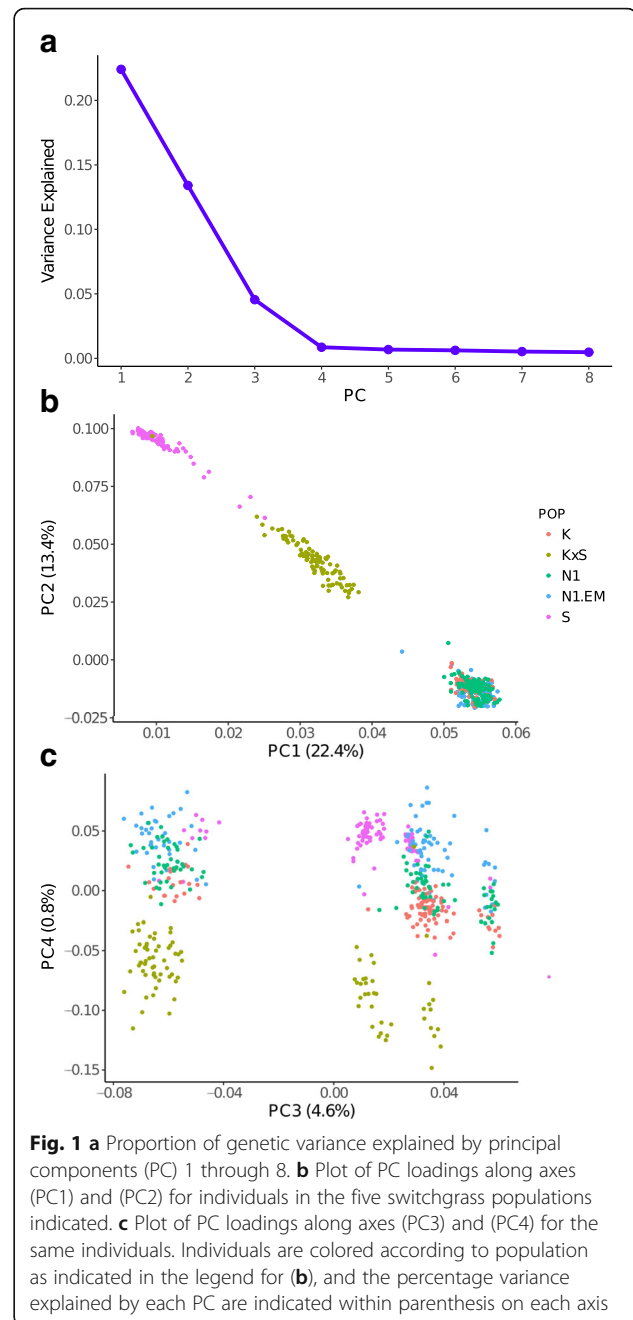 a
0.20
0.15
0.10
0.05
0.00
Variance Explained
1 2 3 4 5 6 7 8
PC
b
0.100
0.075
0.050
0.025
0.000
−0.025
PC2 (13.4%)
0.01 0.02 0.03 0.04 0.05 0.06
PC1 (22.4%)
POP
K
KxS
N1
N1.EM
S
c
0.05
0.00
−0.05
−0.10
−0.15
PC4 (0.8%)
−0.08 −0.04 0.00 0.04
PC3 (4.6%)
Fig. 1 a Proportion of genetic variance explained by principal
components (PC) 1 through 8. b Plot of PC loadings along axes
(PC1) and (PC2) for individuals in the five switchgrass populations
indicated. c Plot of PC loadings along axes (PC3) and (PC4) for the
same individuals. Individuals are colored according to population
as indicated in the legend for (b), and the percentage variance
explained by each PC are indicated within parenthesis on each axis